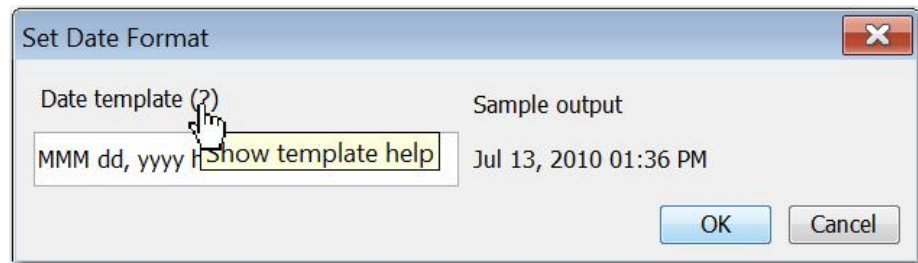 Set Date Format
Date template (?)
Sample output
MMM dd, yyyy h
Show template help
Jul 13, 2010 01:36 PM
OK
Cancel